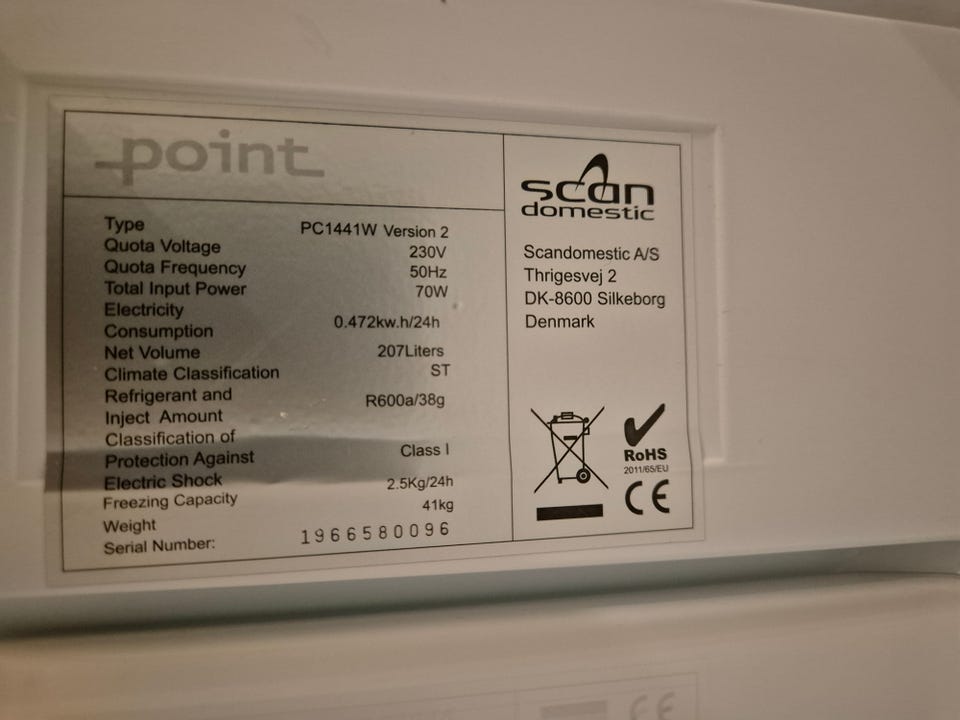 point
Type PC1441W Version 2
Quota Voltage 230V
Quota Frequency 50Hz
Total Input Power 70W
Electricity
Consumption 0.472kw.h/24h
Net Volume 207Liters
Climate Classification ST
Refrigerant and
Inject Amount R600a/38g
Classification of
Protection Against
Electric Shock Class I
Freezing Capacity 2.5Kg/24h
Weight 41kg
Serial Number: 1966580096
scan
domestic
Scandomestic A/S
Thrigesvej 2
DK-8600 Silkeborg
Denmark
RoHS
2011/65/EU
CE